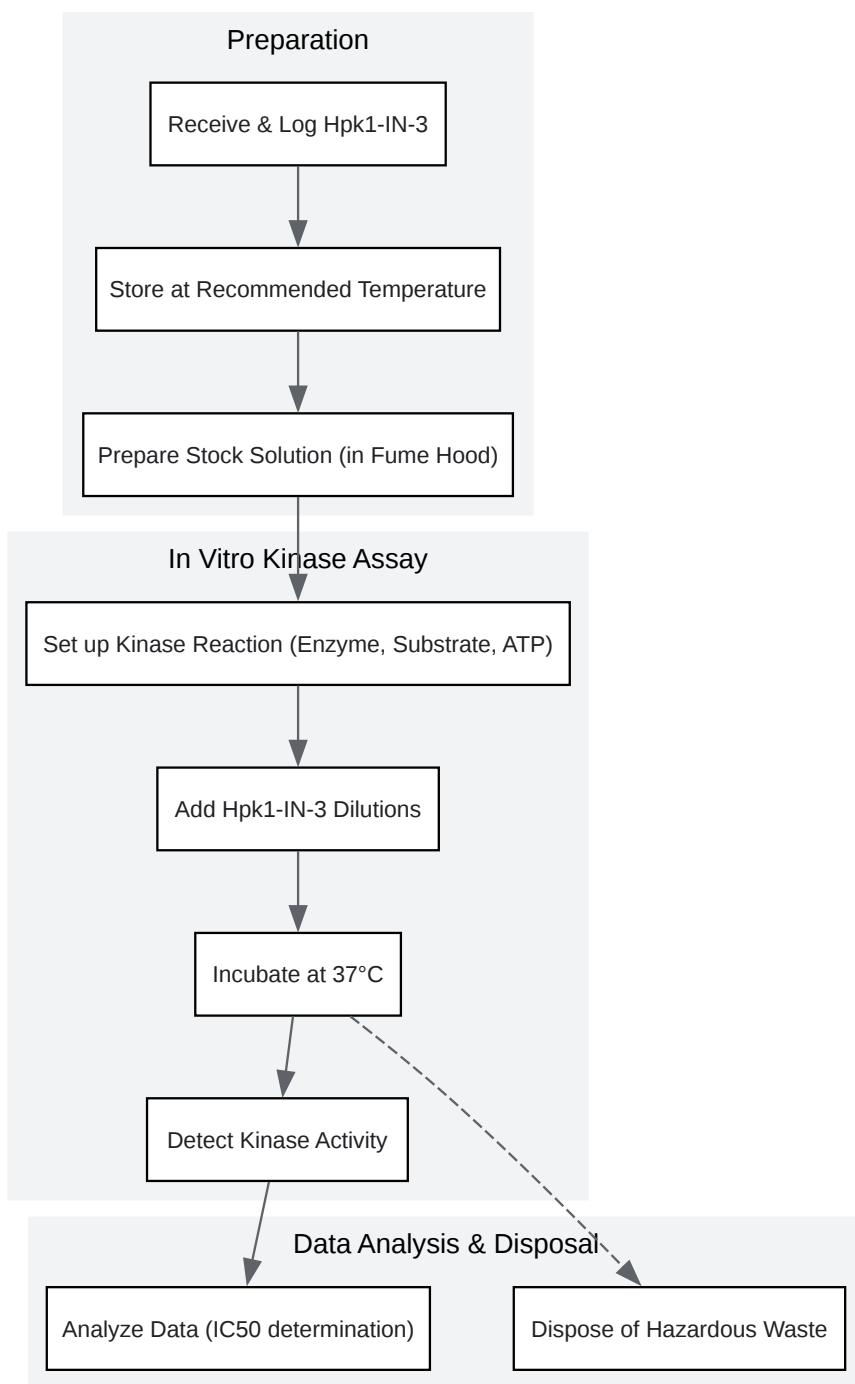 Preparation
Receive & Log Hpk1-IN-3
Store at Recommended Temperature
Prepare Stock Solution (in Fume Hood)
In Vitro Kinase Assay
Set up Kinase Reaction (Enzyme, Substrate, ATP)
Add Hpk1-IN-3 Dilutions
Incubate at 37°C
Detect Kinase Activity
Data Analysis & Disposal
Analyze Data (IC50 determination)
Dispose of Hazardous Waste